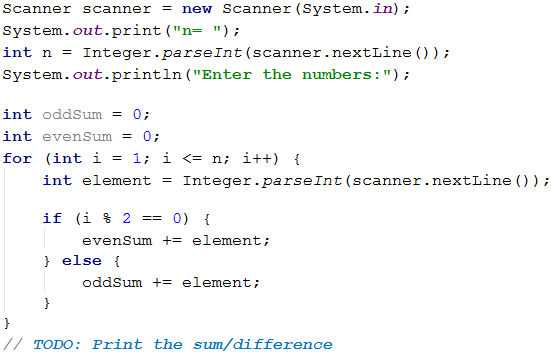 Scanner scanner = new Scanner(System.in);
System.out.print("n= ");
int n = Integer.parseInt(scanner.nextLine());
System.out.println("Enter the numbers:");

int oddSum = 0;
int evenSum = 0;
for (int i = 1; i <= n; i++) {
    int element = Integer.parseInt(scanner.nextLine());

    if (i % 2 == 0) {
        evenSum += element;
    } else {
        oddSum += element;
    }
}
// TODO: Print the sum/difference